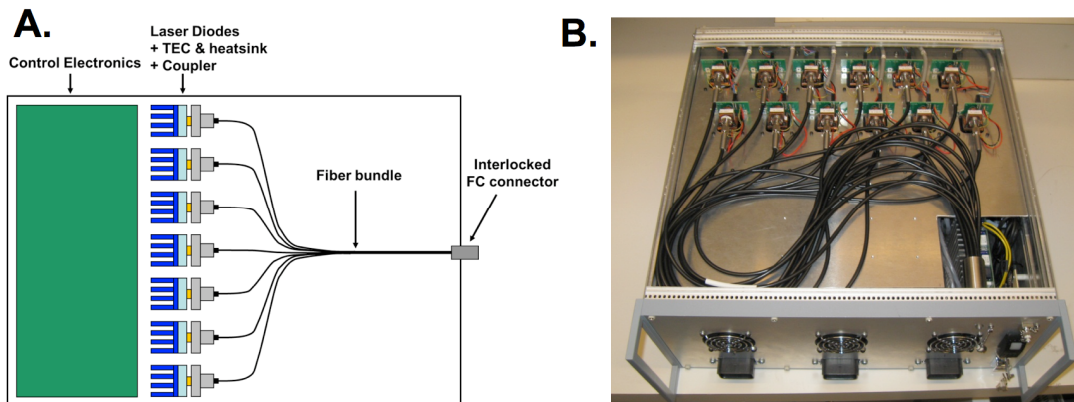 A.
Laser Diodes
+ TEC & heatsink
+ Coupler
Control Electronics
Fiber bundle
Interlocked
FC connector
B.